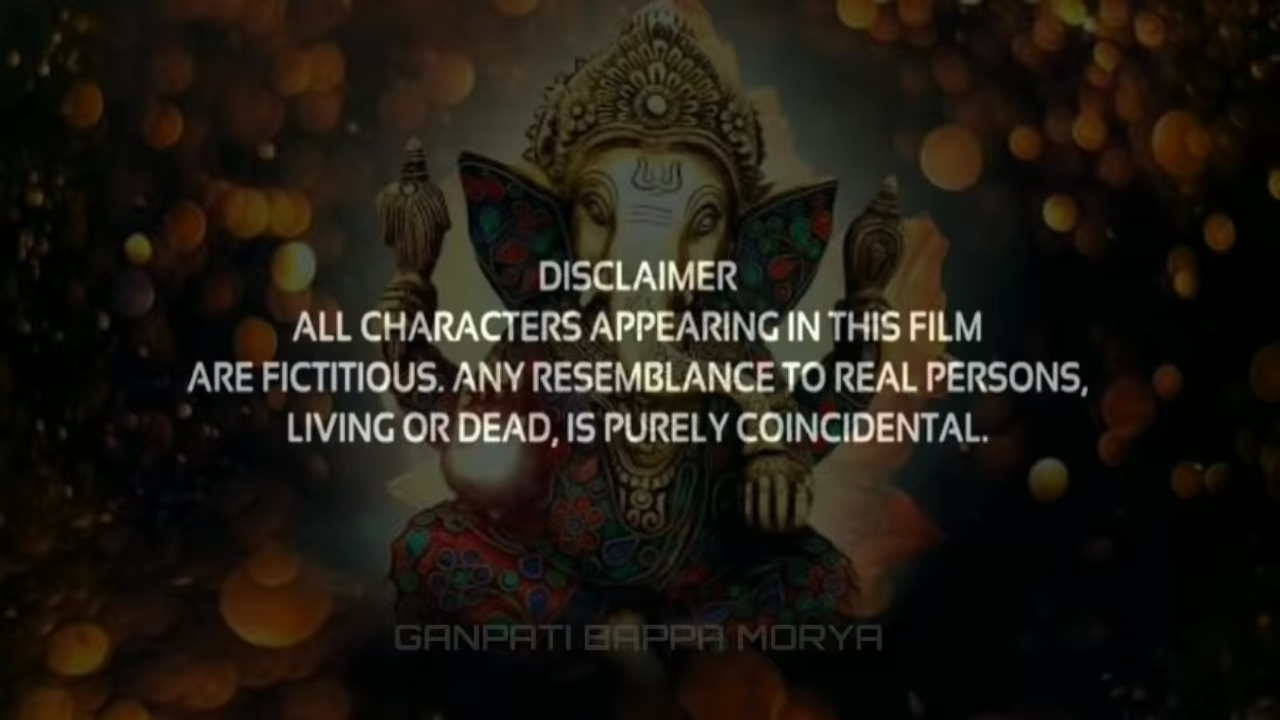 DISCLAIMER
ALL CHARACTERS APPEARING IN THIS FILM
ARE FICTITIOUS. ANY RESEMBLANCE TO REAL PERSONS,
LIVING OR DEAD, IS PURELY COINCIDENTAL.
GANPATI BAPPA MORYA